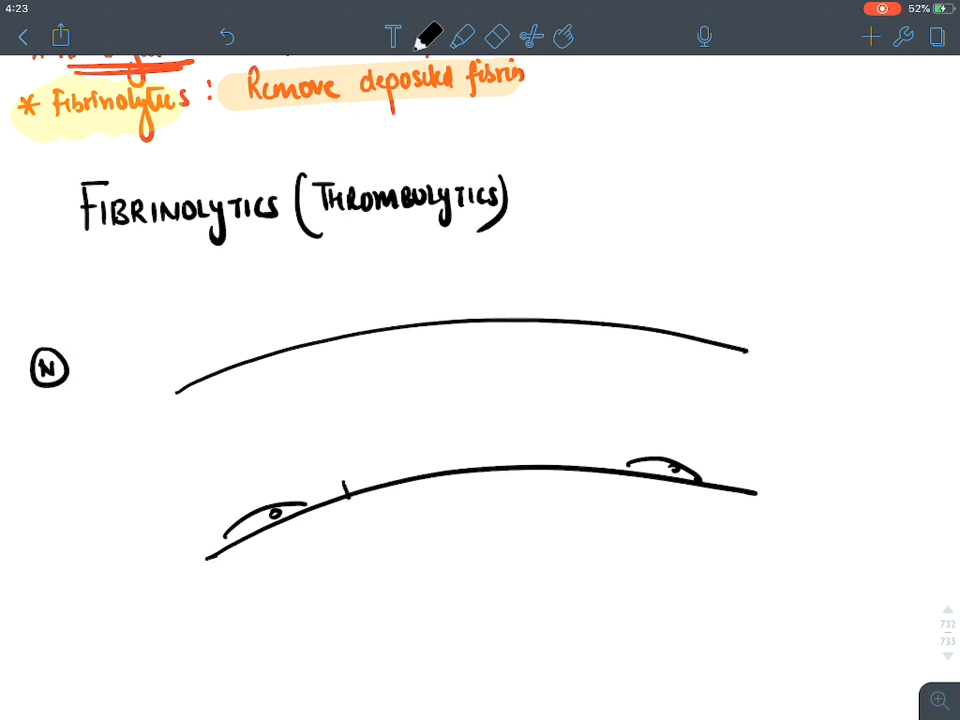 4:23
52%
T
* Fibrinolytics : Remove deposited fibrin
FIBRINOLYTICS (THROMBOLYTICS)
N
732
733